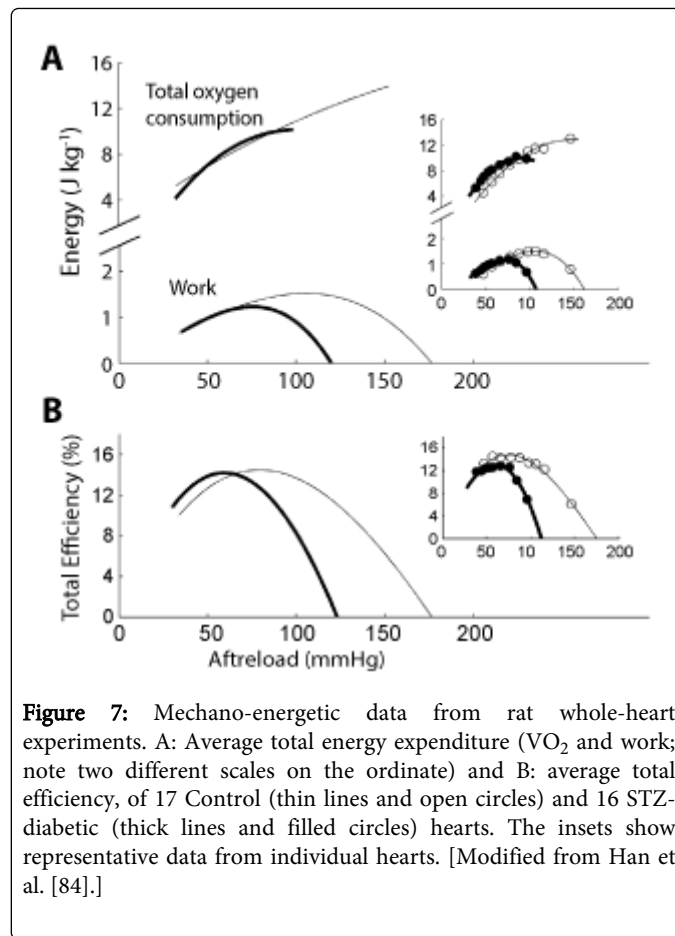 A
16
12
8
4
2
1
0
Energy (J kg⁻¹)
Total oxygen
consumption
Work
0 50 100 150 200
16
12
8
4
2
1
0
0 50 10 150 200
B
16
12
8
4
0
Total Efficiency (%)
0 50 100 150 200
Aftreload (mmHg)
16
12
8
4
0
0 50 10 150 200
Figure 7: Mechano-energetic data from rat whole-heart
experiments. A: Average total energy expenditure (VO₂ and work;
note two different scales on the ordinate) and B: average total
efficiency, of 17 Control (thin lines and open circles) and 16 STZ-
diabetic (thick lines and filled circles) hearts. The insets show
representative data from individual hearts. [Modified from Han et
al. [84].]